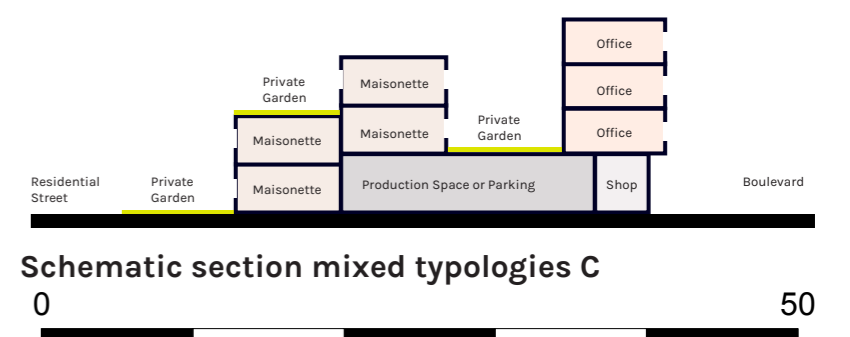 Office
Office
Office
Private
Garden
Maisonette
Maisonette
Private
Garden
Maisonette
Maisonette
Residential
Street
Private
Garden
Production Space or Parking
Shop
Boulevard
Schematic section mixed typologies C
0 50